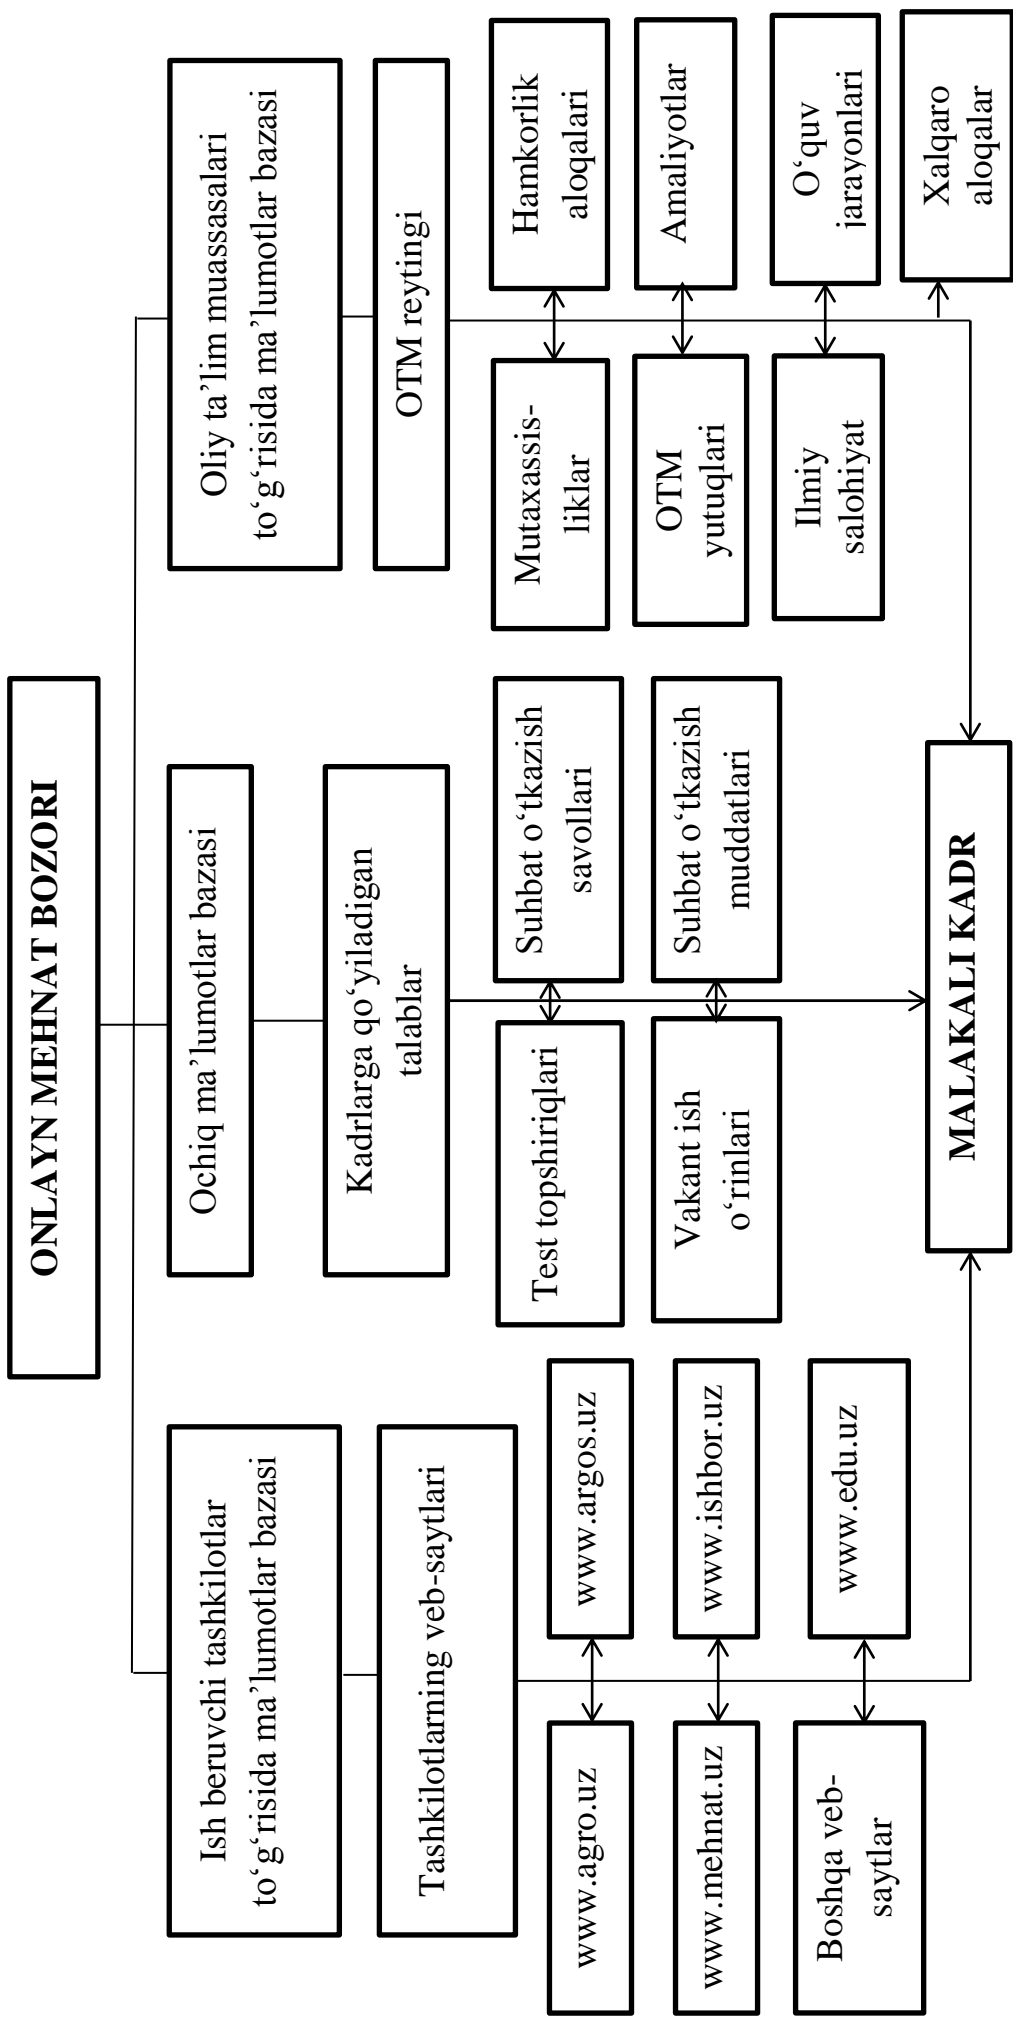 ONLAYN MEHNAT BOZORI
Ish beruvchi tashkilotlar
to‘g‘risida ma’lumotlar bazasi
Ochiq ma’lumotlar bazasi
Oliy ta’lim muassasalari
to‘g‘risida ma’lumotlar bazasi
Tashkilotlarning veb-saytlari
Kadrlarga qo‘yiladigan
talablar
OTM reytingi
www.agro.uz
www.argos.uz
www.mehnat.uz
www.ishbor.uz
Boshqa veb-
saytlar
www.edu.uz
Test topshiriqlari
Suhbat o‘tkazish
savollari
Vakant ish
o‘rinlari
Suhbat o‘tkazish
muddatlari
Mutaxassis-
liklar
Hamkorlik
aloqalari
OTM
yutuqlari
Amaliyotlar
Ilmiy
salohiyat
O‘quv
jarayonlari
Xalqaro
aloqalar
MALAKALI KADR